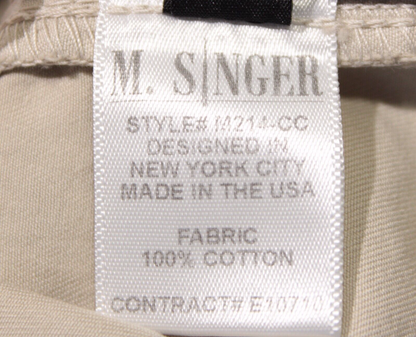 M. SINGER
STYLE# M214-CC
DESIGNED IN
NEW YORK CITY
MADE IN THE USA
FABRIC
100% COTTON
CONTRACT# E10710